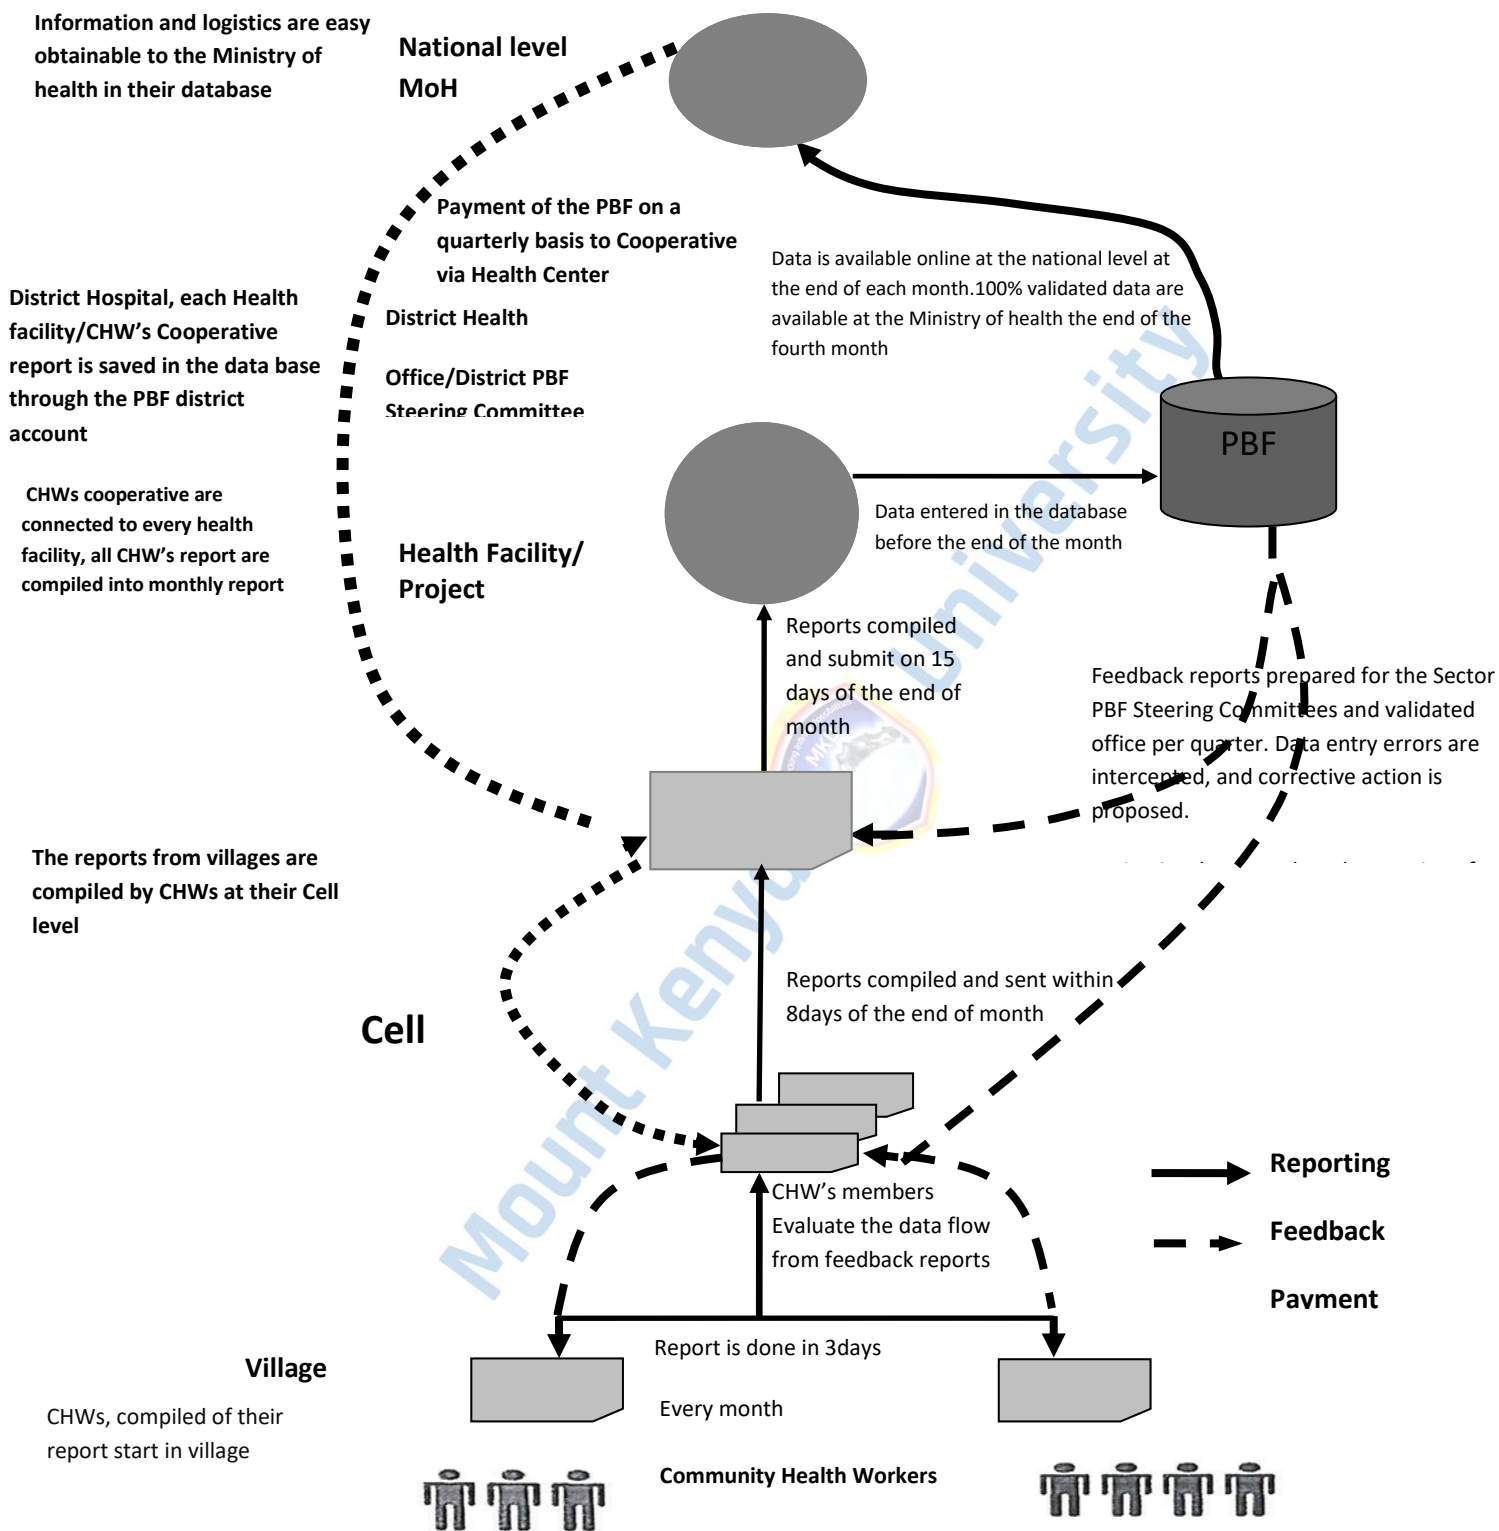 Information and logistics are easy
obtainable to the Ministry of
health in their database
National level
MoH
Payment of the PBF on a
quarterly basis to Cooperative
via Health Center
Data is available online at the national level at
the end of each month.100% validated data are
available at the Ministry of health the end of the
fourth month
District Hospital, each Health
facility/CHW's Cooperative
report is saved in the data base
through the PBF district
account
District Health
Office/District PBF
Steering Committee
PBF
CHWs cooperative are
connected to every health
facility, all CHW's report are
compiled into monthly report
Health Facility/
Project
Data entered in the database
before the end of the month
Reports compiled
and submit on 15
days of the end of
month
Feedback reports prepared for the Sector
PBF Steering Committees and validated
office per quarter. Data entry errors are
intercepted, and corrective action is
proposed.
The reports from villages are
compiled by CHWs at their Cell
level
Reports compiled and sent within
8days of the end of month
Cell
CHW's members
Evaluate the data flow
from feedback reports
Reporting
Feedback
Payment
Report is done in 3days
Every month
Village
CHWs, compiled of their
report start in village
Community Health Workers
Mount Kenya University
MKU